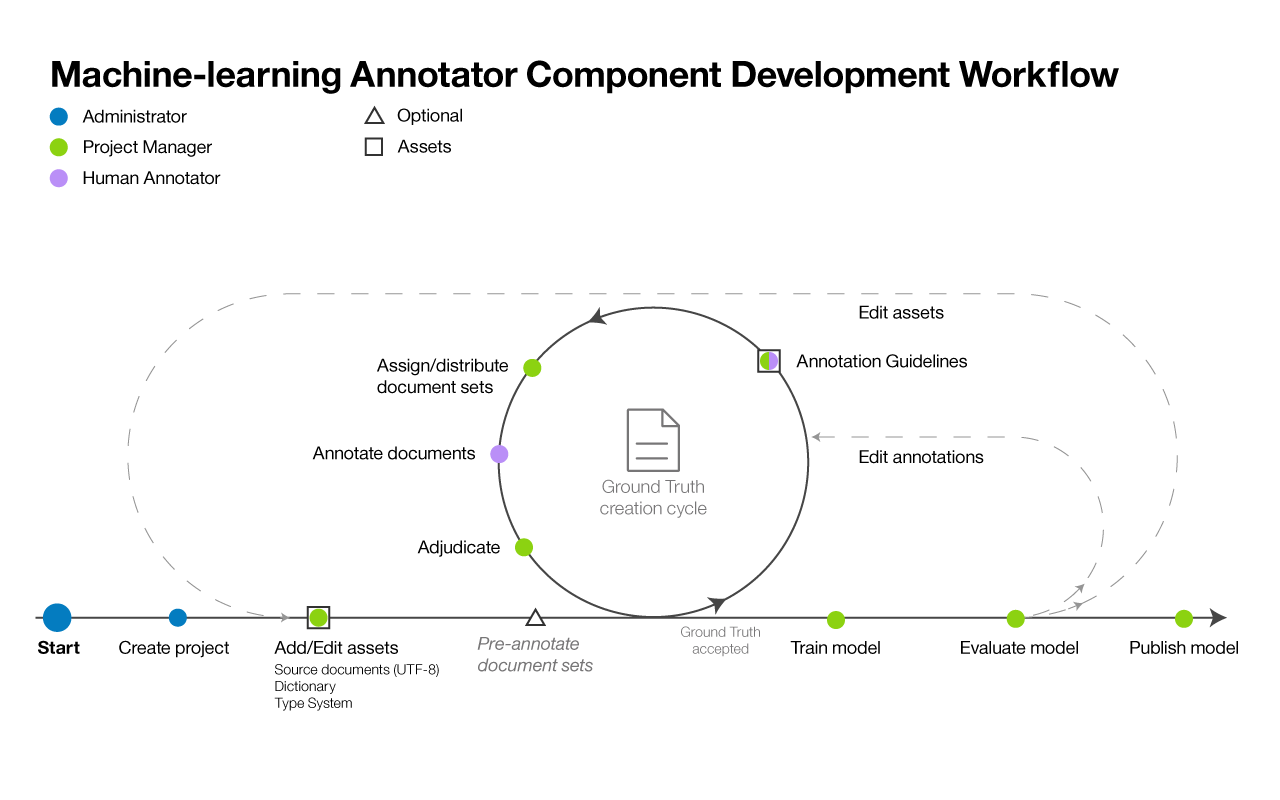 Machine-learning Annotator Component Development Workflow
Administrator
Project Manager
Human Annotator
Optional
Assets
Edit assets
Annotation Guidelines
Assign/distribute
document sets
Edit annotations
Annotate documents
Ground Truth
creation cycle
Adjudicate
Start
Create project
Add/Edit assets
Source documents (UTF-8)
Dictionary
Type System
Pre-annotate
document sets
Ground Truth
accepted
Train model
Evaluate model
Publish model